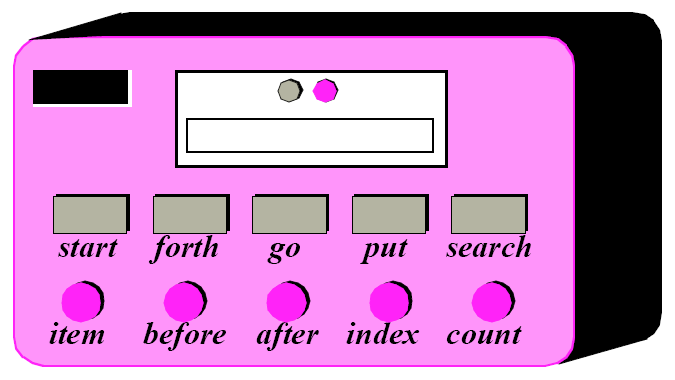 start forth go put search
item before after index count